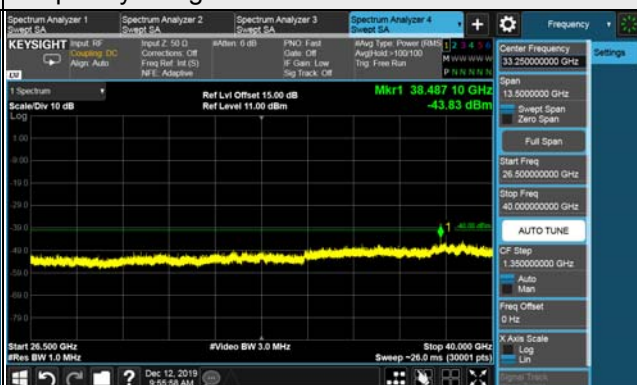 Spectrum Analyzer 1
Swept SA
Spectrum Analyzer 2
Swept SA
Spectrum Analyzer 3
Swept SA
Spectrum Analyzer 4
Swept SA
Frequency
KEYSIGHT
Input: RF
Coupling: DC
Align: Auto
Input Z: 50 Ω
Corrections: Off
Freq Ref: Int (S)
NFE: Adaptive
#Atten: 6 dB
PNO: Fast
Gate: Off
IF Gain: Low
Sig Track: Off
#Avg Type: Power (RMS)
Avg|Hold:>100/100
Trig: Free Run
1 2 3 4 5 6
M W W W W W
P N N N N N
LXI
1 Spectrum
Scale/Div 10 dB
Log
Ref Lvl Offset 15.00 dB
Ref Level 11.00 dBm
Mkr1 38.487 10 GHz
-43.83 dBm
1.00
-9.00
-19.0
-29.0
-39.0
-49.0
-59.0
-69.0
-79.0
1
Start 26.500 GHz
#Res BW 1.0 MHz
#Video BW 3.0 MHz
Stop 40.000 GHz
Sweep ~26.0 ms (30001 pts)
Dec 12, 2019
9:55:58 AM
Center Frequency
33.250000000 GHz
Settings
Span
13.5000000 GHz
Swept Span
Zero Span
Full Span
Start Freq
26.500000000 GHz
Stop Freq
40.000000000 GHz
AUTO TUNE
CF Step
1.350000000 GHz
Auto
Man
Freq Offset
0 Hz
X Axis Scale
Log
Lin
Signal Track